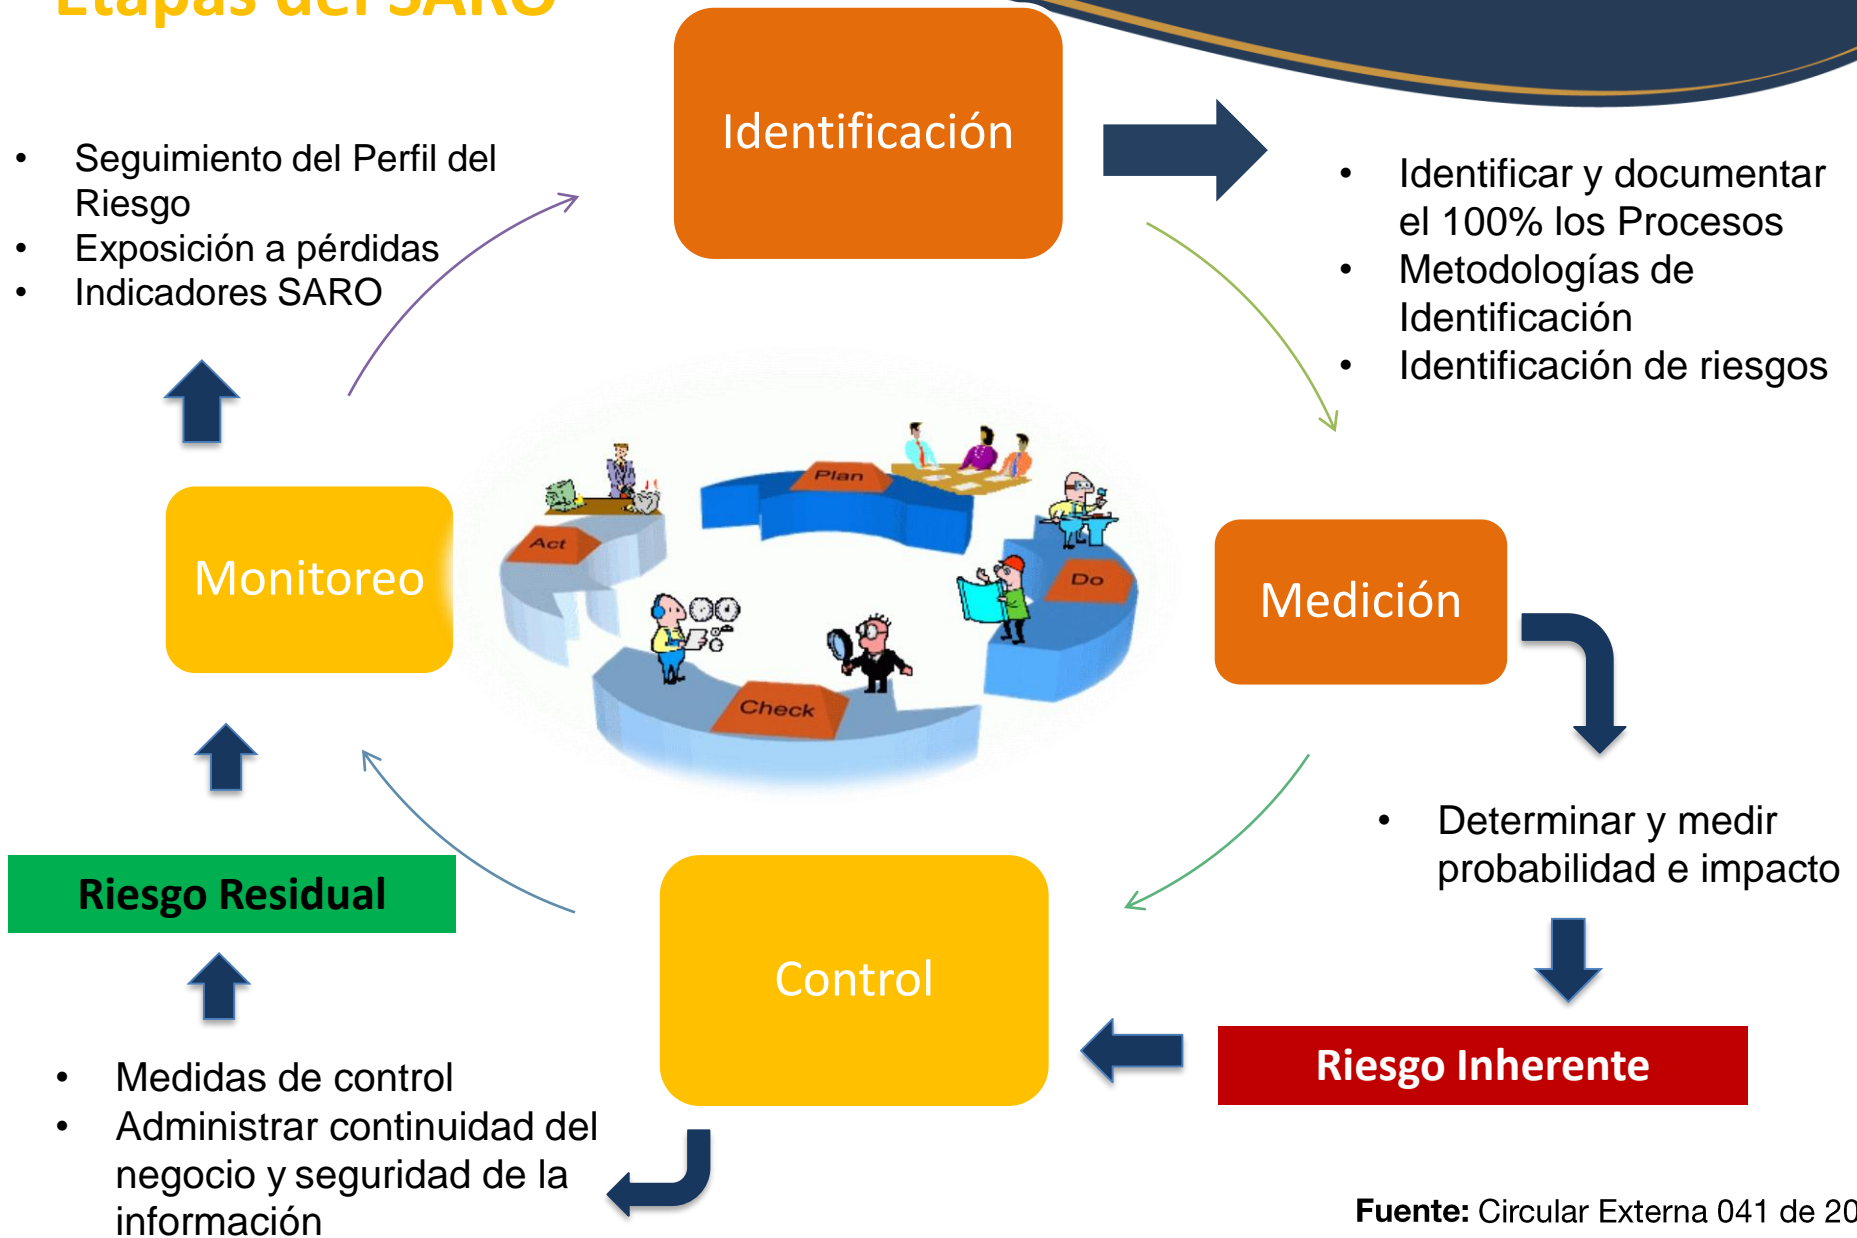 Etapas del SARO
Identificación
• Identificar y documentar
el 100% los Procesos
• Metodologías de
Identificación
• Identificación de riesgos
• Seguimiento del Perfil del
Riesgo
• Exposición a pérdidas
• Indicadores SARO
Plan
Act
Do
Check
Monitoreo
Medición
• Determinar y medir
probabilidad e impacto
Riesgo Residual
Control
Riesgo Inherente
• Medidas de control
• Administrar continuidad del
negocio y seguridad de la
información
Fuente: Circular Externa 041 de 20